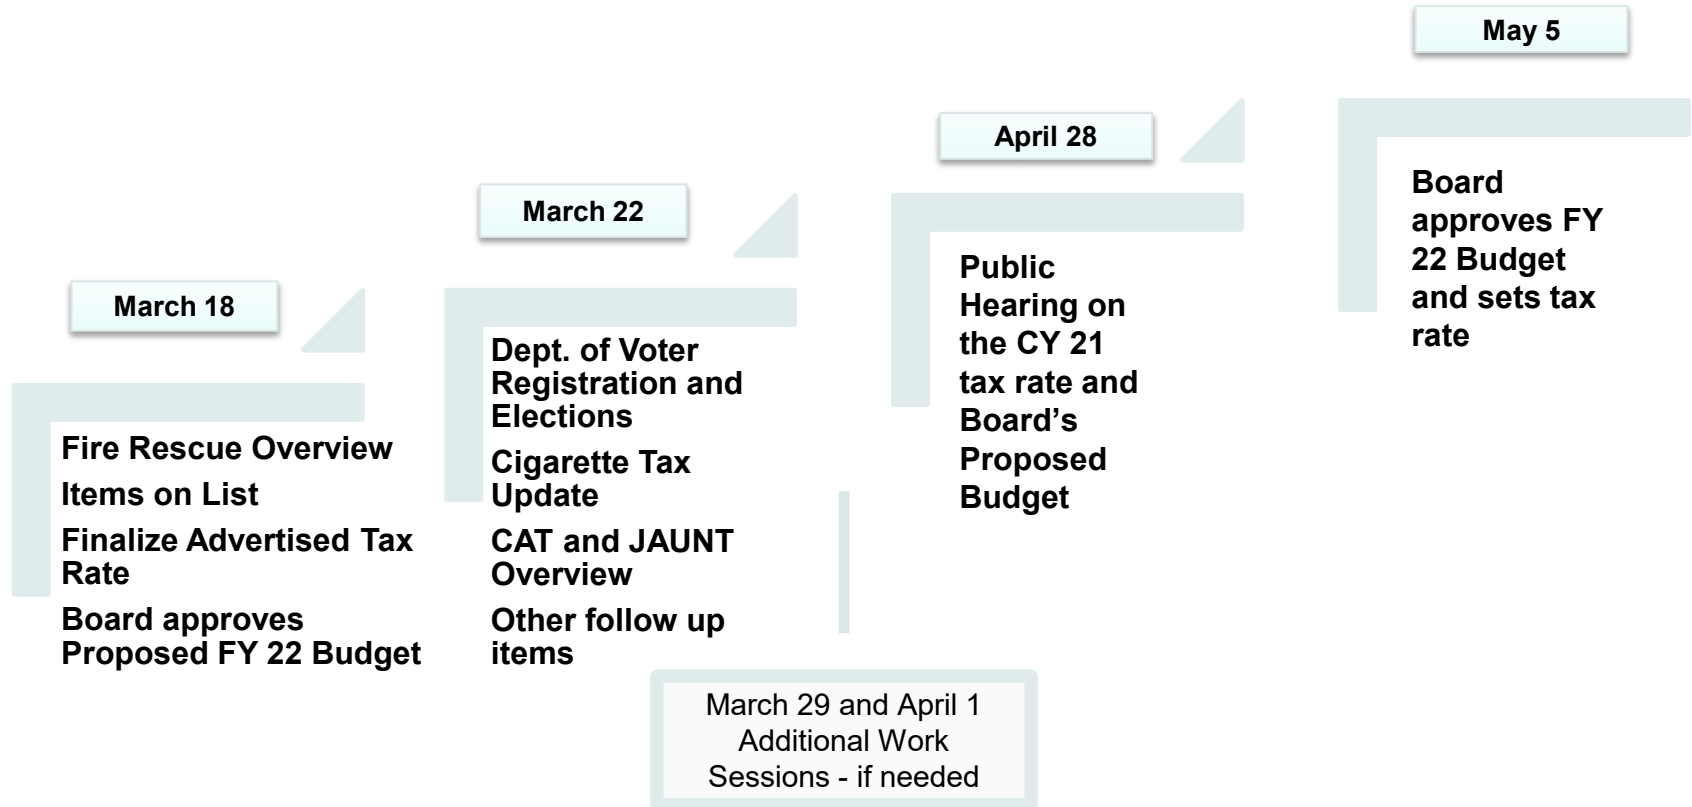 March 18
Fire Rescue Overview
Items on List
Finalize Advertised Tax
Rate
Board approves
Proposed FY 22 Budget
March 22
Dept. of Voter
Registration and
Elections
Cigarette Tax
Update
CAT and JAUNT
Overview
Other follow up
items
March 29 and April 1
Additional Work
Sessions - if needed
April 28
Public
Hearing on
the CY 21
tax rate and
Board’s
Proposed
Budget
May 5
Board
approves FY
22 Budget
and sets tax
rate